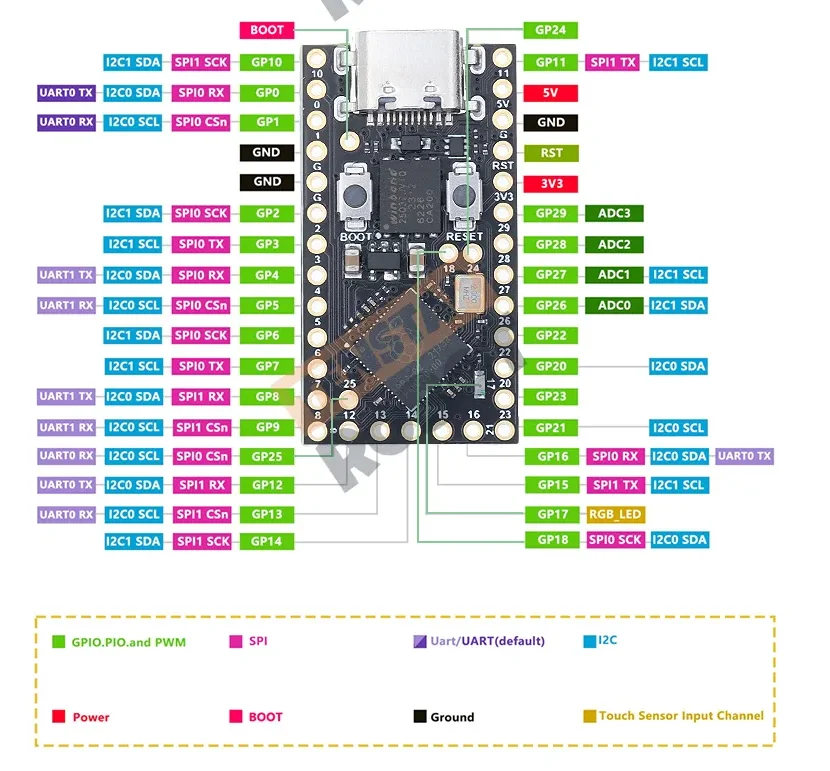 BOOT GP24
I2C1 SDA SPI1 SCK GP10 10 11 GP11 SPI1 TX I2C1 SCL
UART0 TX I2C0 SDA SPI0 RX GP0 0 5V 5V
UART0 RX I2C0 SCL SPI0 CSn GP1 1 G GND
GND G RST RST
GND G 3V3 3V3
I2C1 SDA SPI0 SCK GP2 2 29 GP29 ADC3
winbond
BOOT RESET
I2C1 SCL SPI0 TX GP3 3 28 GP28 ADC2
18 24
UART1 TX I2C0 SDA SPI0 RX GP4 4 27 GP27 ADC1 I2C1 SCL
UART1 RX I2C0 SCL SPI0 CSn GP5 5 26 GP26 ADC0 I2C1 SDA
I2C1 SDA SPI0 SCK GP6 6 22 GP22
I2C1 SCL SPI0 TX GP7 7 17 20 GP20 I2C0 SDA
25
UART1 TX I2C0 SDA SPI1 RX GP8 8 23 GP23
12 13 14 15 16
UART1 RX I2C0 SCL SPI1 CSn GP9 9 21 GP21 I2C0 SCL
UART0 RX I2C0 SCL SPI0 CSn GP25 GP16 SPI0 RX I2C0 SDA UART0 TX
UART0 TX I2C0 SDA SPI1 RX GP12 GP15 SPI1 TX I2C1 SCL
UART0 RX I2C0 SCL SPI1 CSn GP13 GP17 RGB_LED
I2C1 SDA SPI1 SCK GP14 GP18 SPI0 SCK I2C0 SDA
GPIO.PIO.and PWM SPI Uart/UART(default) I2C
Power BOOT Ground Touch Sensor Input Channel